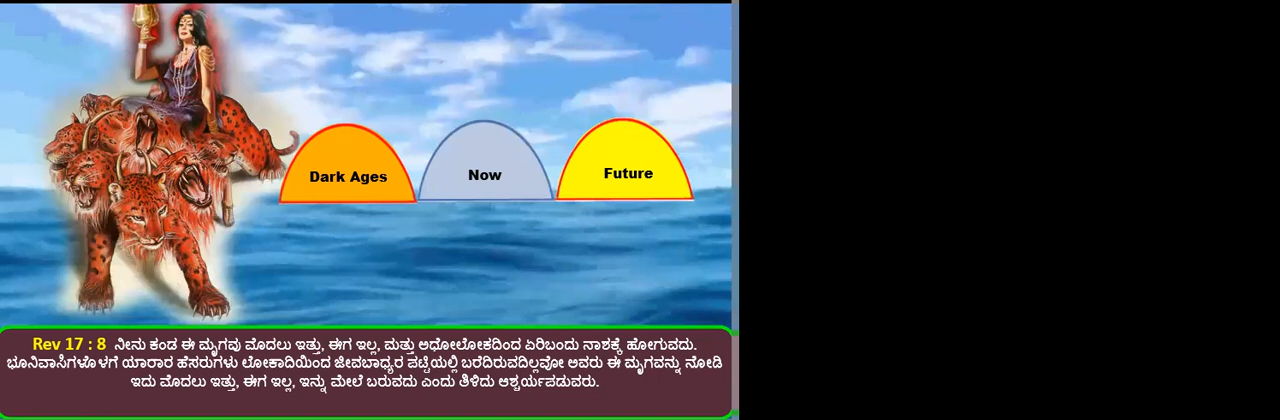 Dark Ages
Now
Future
Rev 17 : 8 ನೀನು ಕಂಡ ಈ ಮೃಗವು ಮೊದಲು ಇತ್ತು, ಈಗ ಇಲ್ಲ, ಮತ್ತು ಅಧೋಲೋಕದಿಂದ ಏರಿಬಂದು ನಾಶಕ್ಕೆ ಹೋಗುವದು.
ಭೂನಿವಾಸಿಗಳೊಳಗೆ ಯಾರಾರ ಹೆಸರುಗಳು ಲೋಕಾದಿಯಿಂದ ಜೀವಬಾಧ್ಯರ ಪಟ್ಟಿಯಲ್ಲಿ ಬರೆದಿರುವದಿಲ್ಲವೋ ಅವರು ಈ ಮೃಗವನ್ನು ನೋಡಿ
ಇದು ಮೊದಲು ಇತ್ತು, ಈಗ ಇಲ್ಲ, ಇನ್ನು ಮೇಲೆ ಬರುವದು ಎಂದು ತಿಳಿದು ಆಶ್ಚರ್ಯಪಡುವರು.